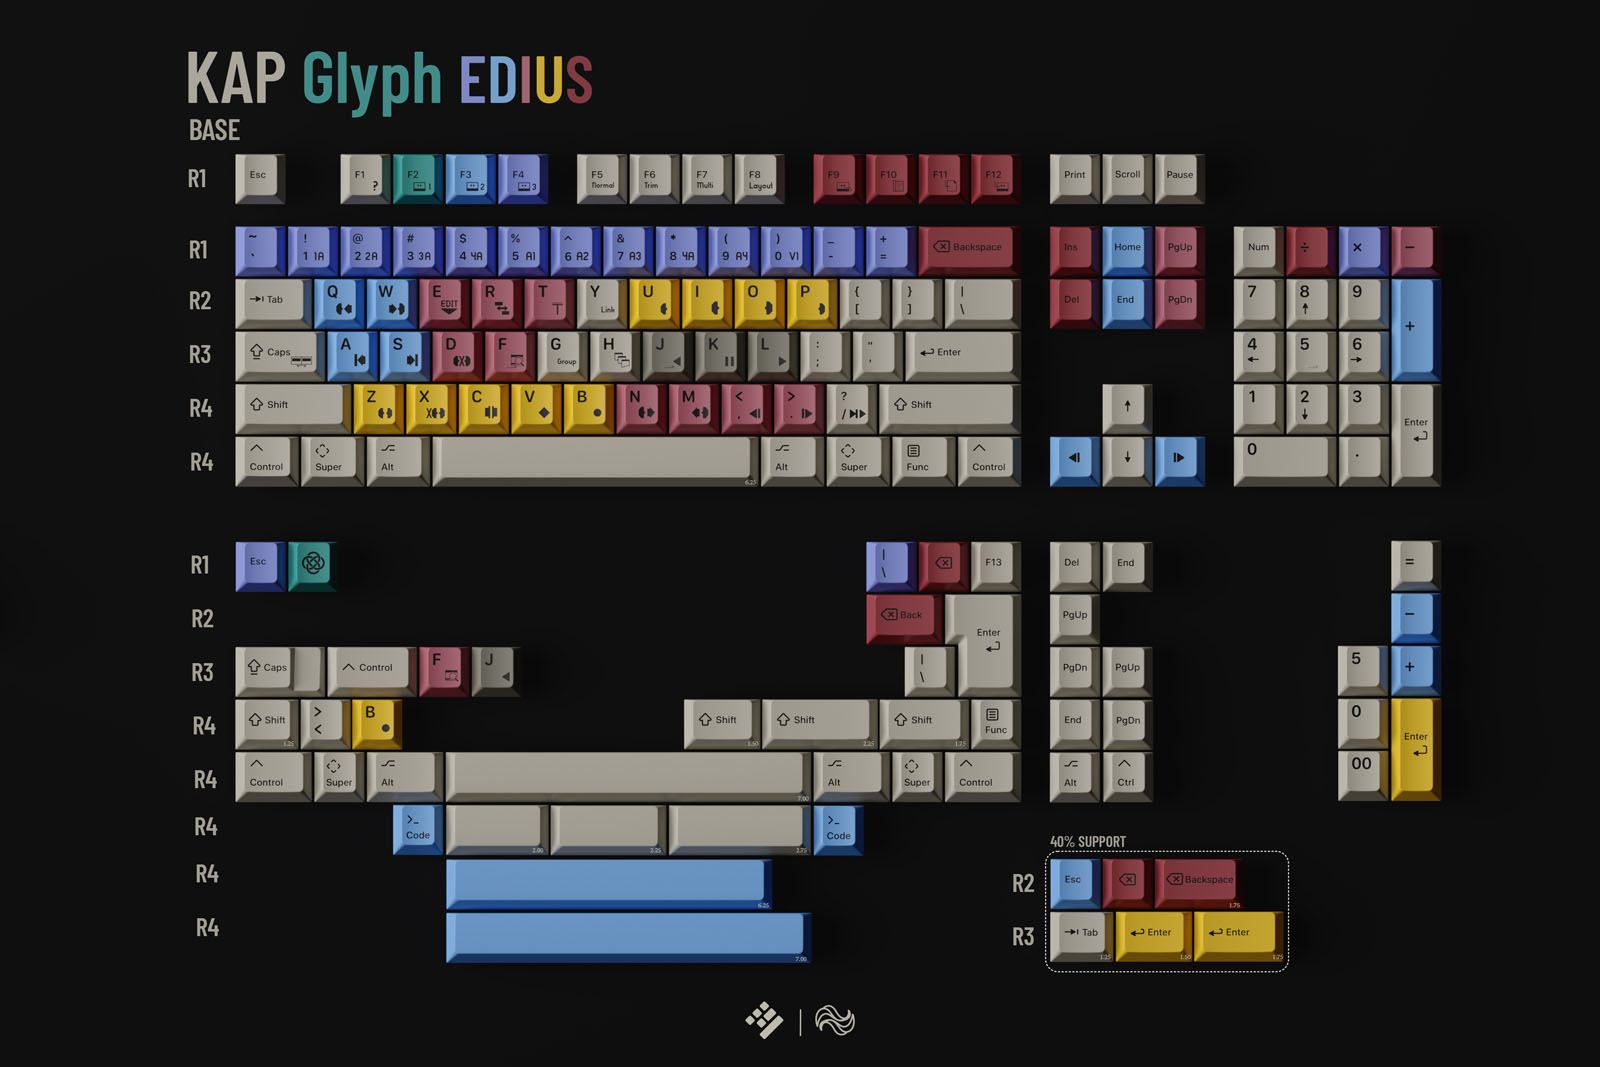 KAP Glyph EDIUS
BASE
R1 Esc F1 ? F2 1 F3 2 F4 3 F5 Normal F6 Trim F7 Multi F8 Layout F9 F10 F11 F12 Print Scroll Pause
R1 ~ ` ! 1 1A @ 2 2A # 3 3A $ 4 4A % 5 A1 ^ 6 A2 & 7 A3 * 8 4A ( 9 A4 ) 0 V1 _ - + = Backspace Ins Home PgUp Num ÷ × −
R2 Tab Q W E EDIT R T Y Link U I O P { [ } ] | \ Del End PgDn 7 8 9 +
R3 Caps A S D F G Group H J K L : ; " ' Enter 4 5 6
R4 Shift Z X C V B N M < , > . ? / Shift 1 2 3 Enter
R4 Control Super Alt 6.25 Alt Super Func Control 0 .
R1 Esc | \ F13 Del End =
R2 Back Enter PgUp −
R3 Caps Control F J | \ PgDn PgUp 5 +
R4 Shift 1.25 > < B Shift 1.50 Shift 2.25 Shift 1.75 Func End PgDn 0 Enter
R4 Control Super Alt 7.00 Alt Super Control Alt Ctrl 00
R4 >_ Code 2.00 2.25 2.75 >_ Code
40% SUPPORT
R4 6.25 R2 Esc Backspace 1.75
R4 7.00 R3 Tab 1.25 Enter 1.50 Enter 1.75